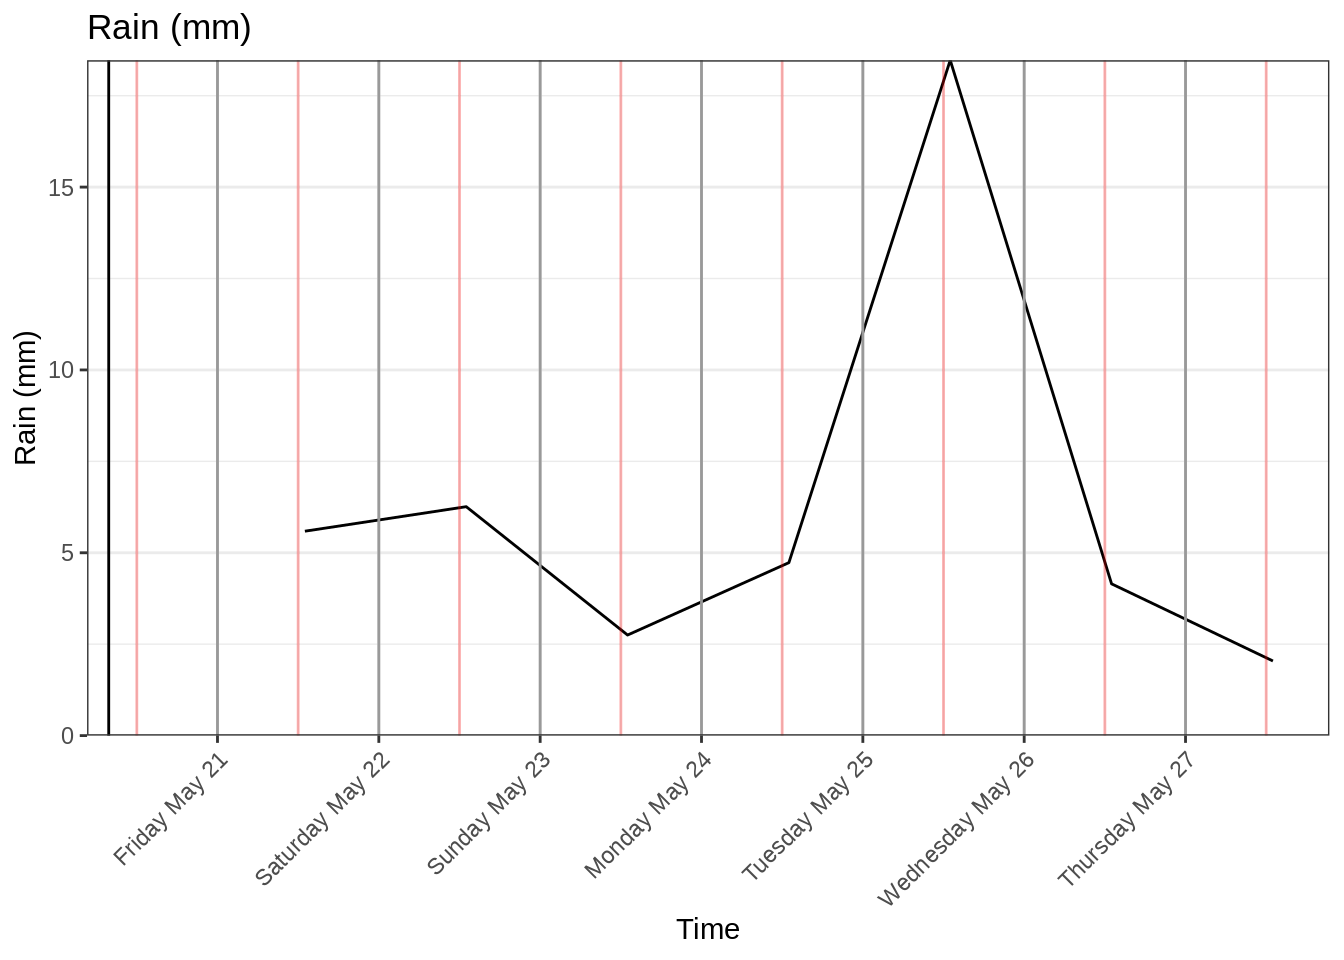 Rain (mm)
Rain (mm)
15
10
5
0
Friday May 21
Saturday May 22
Sunday May 23
Monday May 24
Tuesday May 25
Wednesday May 26
Thursday May 27
Time